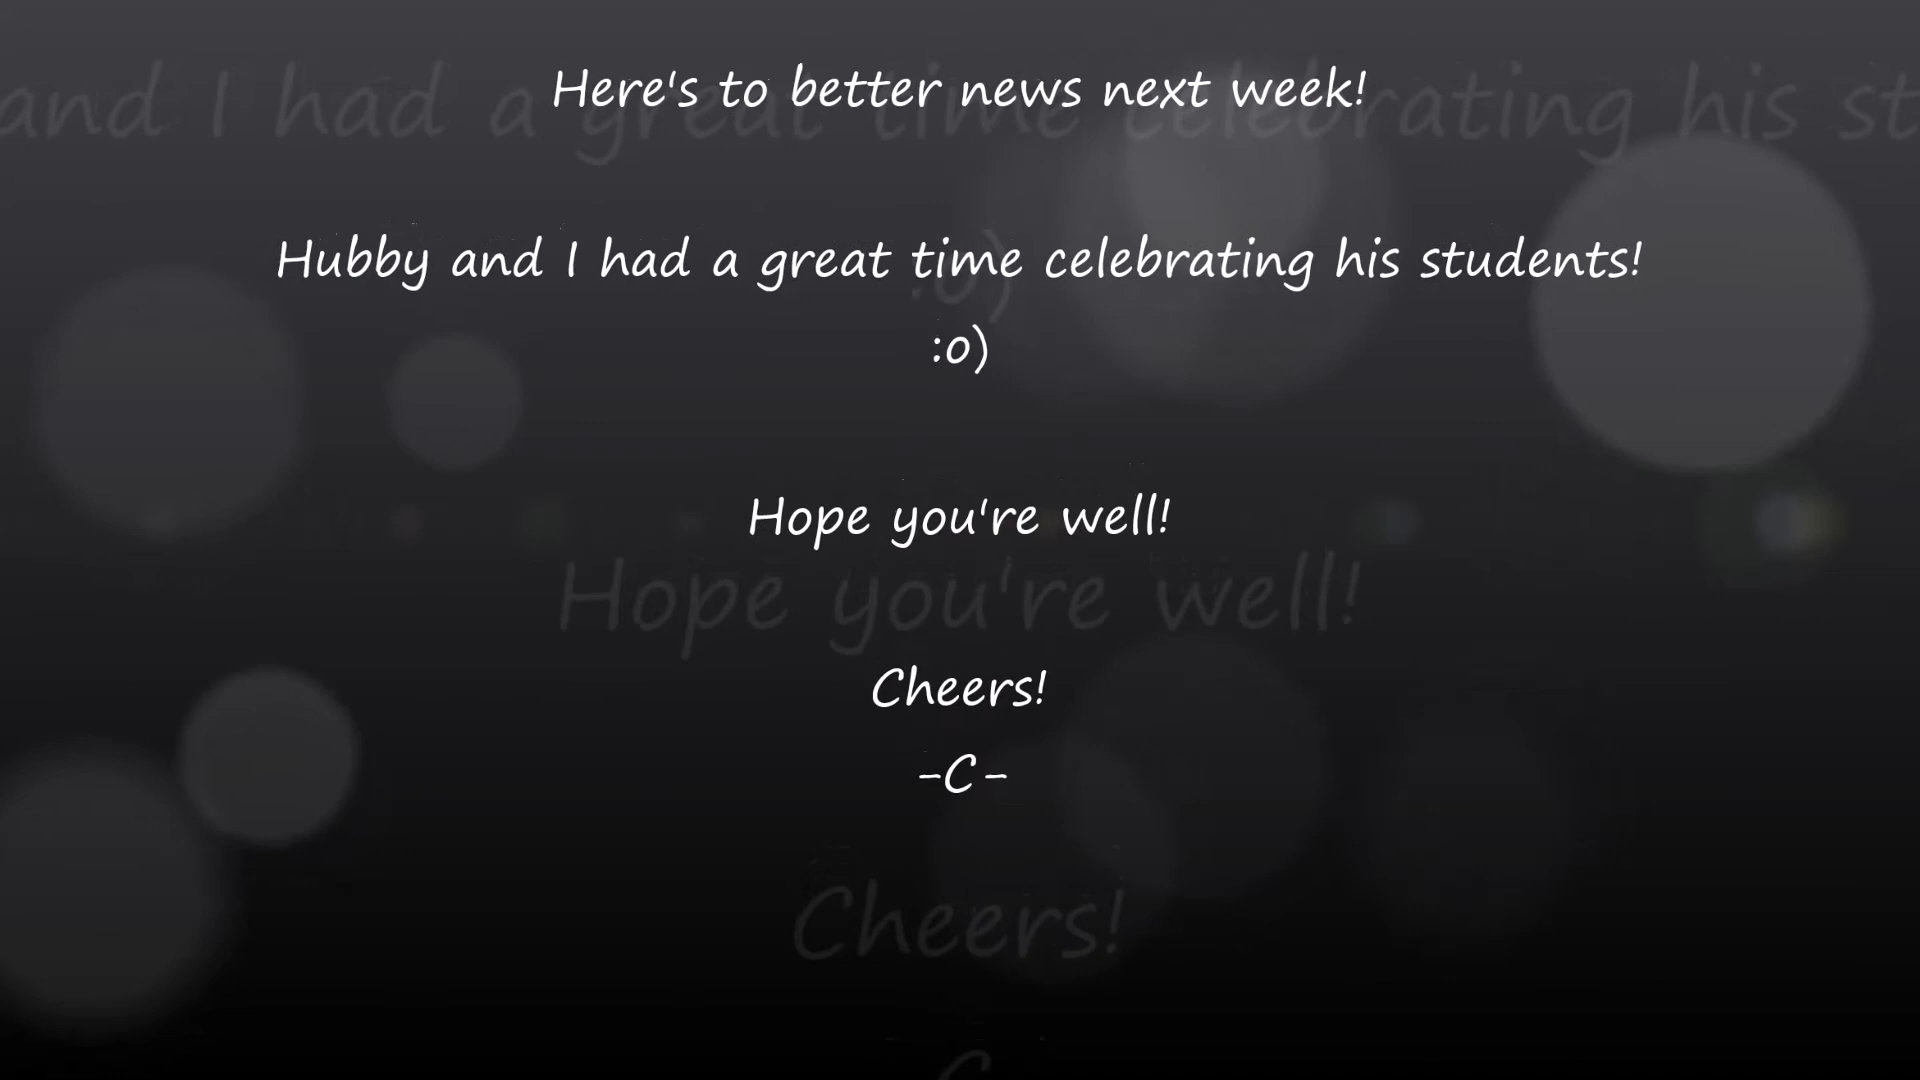 Here's to better news next week!
Hubby and I had a great time celebrating his students!
:o)
Hope you're well!
Cheers!
-C-